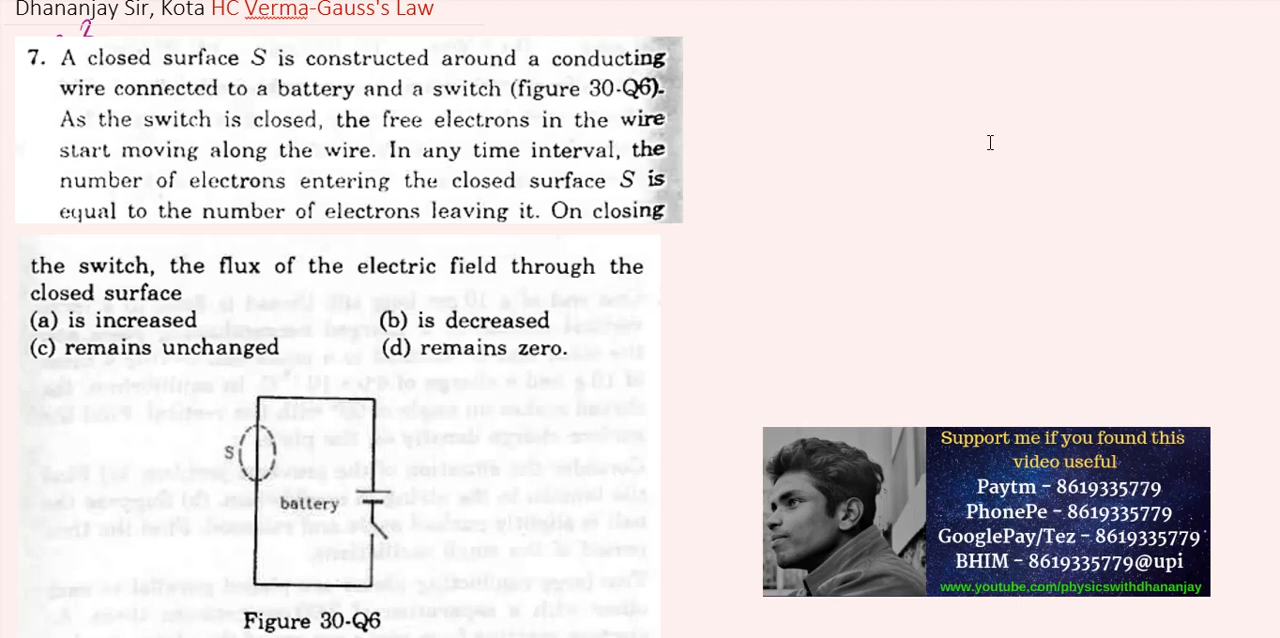 Dhananjay Sir, Kota HC Verma-Gauss's Law
7. A closed surface S is constructed around a conducting
wire connected to a battery and a switch (figure 30-Q6).
As the switch is closed, the free electrons in the wire
start moving along the wire. In any time interval, the
number of electrons entering the closed surface S is
equal to the number of electrons leaving it. On closing
the switch, the flux of the electric field through the
closed surface
(a) is increased (b) is decreased
(c) remains unchanged (d) remains zero.
S
battery
Figure 30-Q6
Support me if you found this
video useful
Paytm - 8619335779
PhonePe - 8619335779
GooglePay/Tez - 8619335779
BHIM - 8619335779@upi
www.youtube.com/physicswithdhananjay